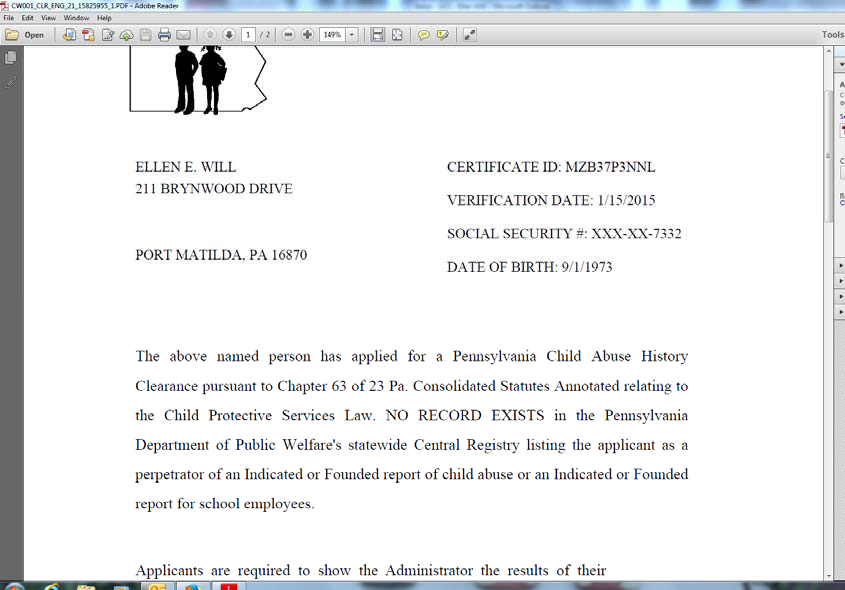 CW001_CLR_ENG_23_15825955_1.PDF - Adobe Reader
File Edit View Window Help
Open 1 / 2 149% Tools
ELLEN E. WILL
211 BRYNWOOD DRIVE
PORT MATILDA, PA 16870
CERTIFICATE ID: MZB37P3NNL
VERIFICATION DATE: 1/15/2015
SOCIAL SECURITY #: XXX-XX-7332
DATE OF BIRTH: 9/1/1973
The above named person has applied for a Pennsylvania Child Abuse History
Clearance pursuant to Chapter 63 of 23 Pa. Consolidated Statutes Annotated relating to
the Child Protective Services Law. NO RECORD EXISTS in the Pennsylvania
Department of Public Welfare's statewide Central Registry listing the applicant as a
perpetrator of an Indicated or Founded report of child abuse or an Indicated or Founded
report for school employees.
Applicants are required to show the Administrator the results of their